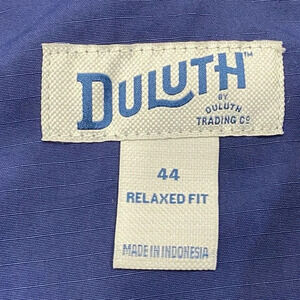 DULUTH
BY
DULUTH
TRADING CO
44
RELAXED FIT
MADE IN INDONESIA